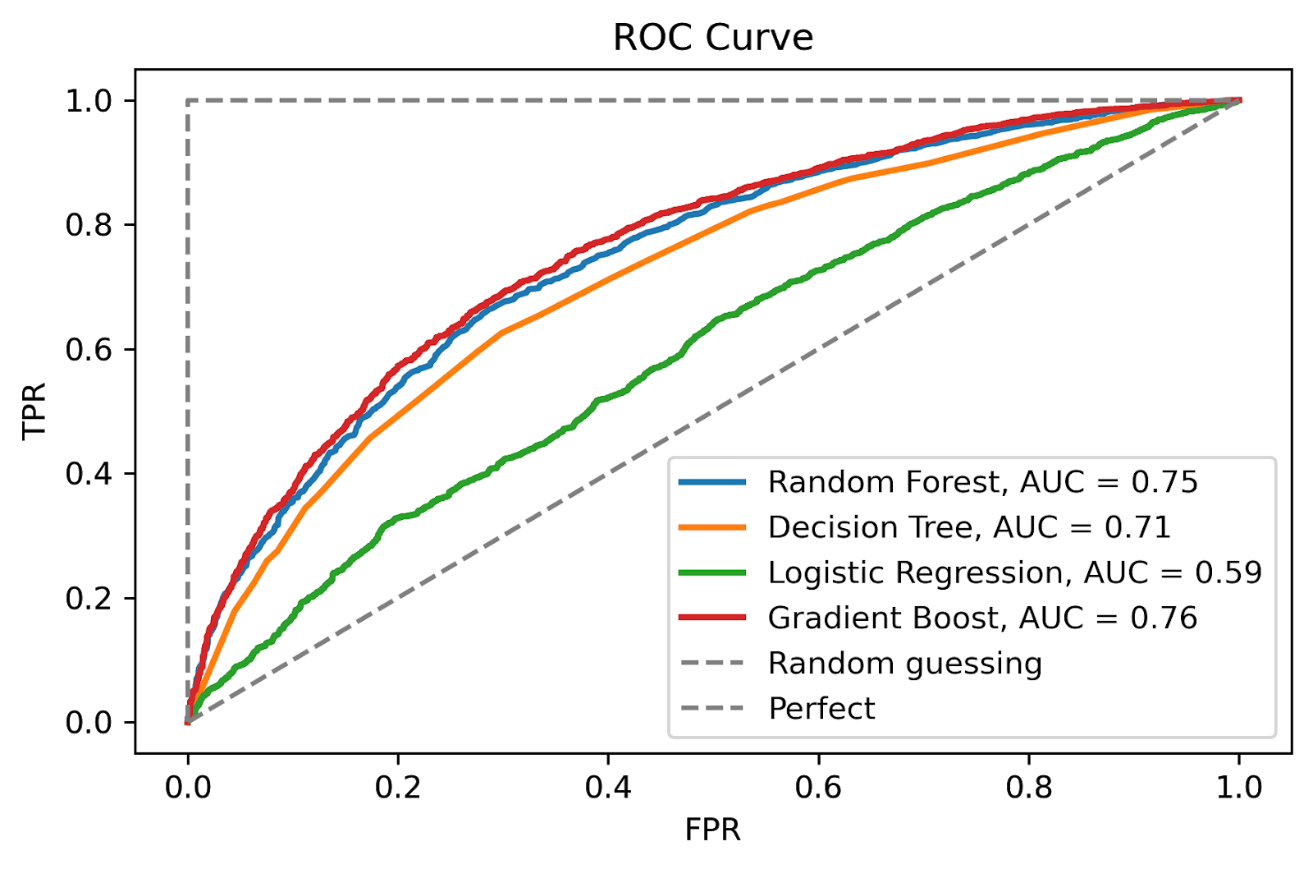 ROC Curve
1.0
0.8
0.6
0.4
0.2
0.0
TPR
Random Forest, AUC = 0.75
Decision Tree, AUC = 0.71
Logistic Regression, AUC = 0.59
Gradient Boost, AUC = 0.76
Random guessing
Perfect
0.0 0.2 0.4 0.6 0.8 1.0
FPR